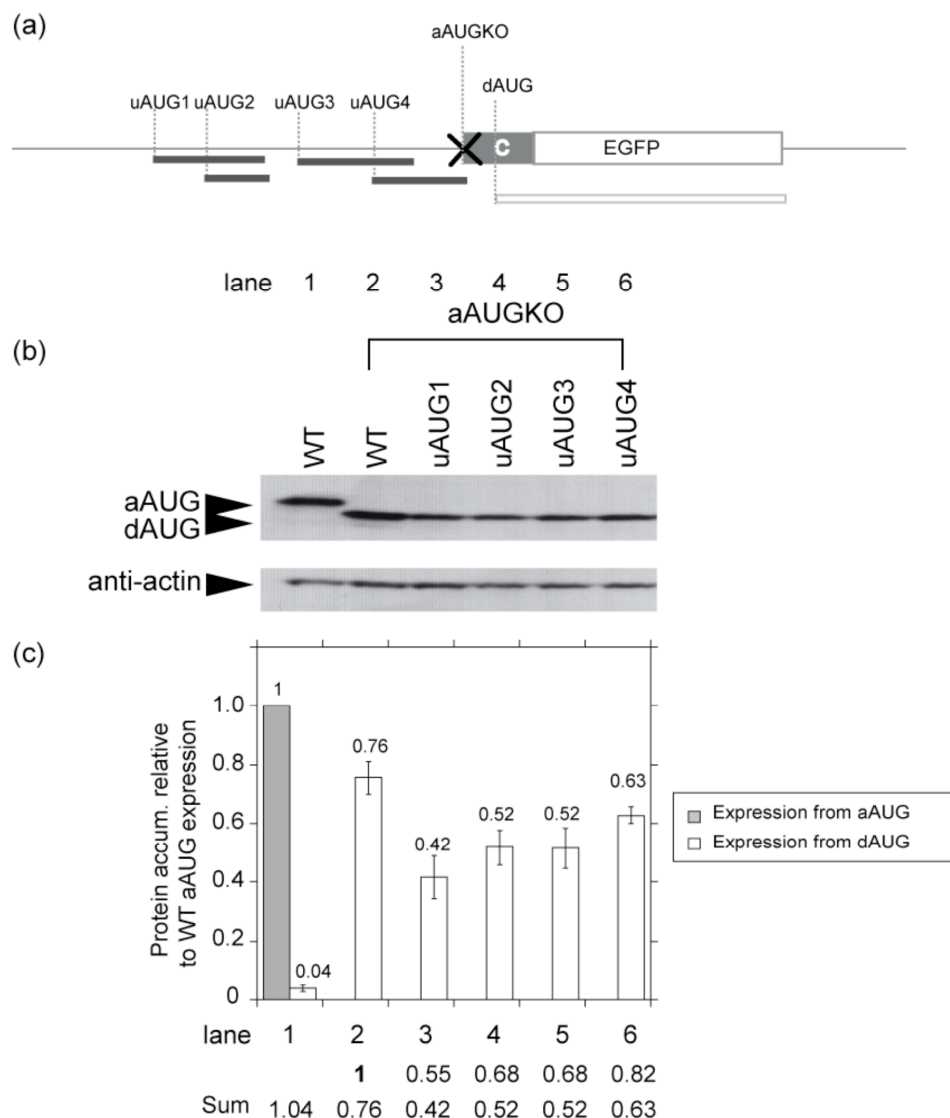 (a)
aAUGKO
dAUG
uAUG1 uAUG2 uAUG3 uAUG4
C EGFP
lane 1 2 3 4 5 6
aAUGKO
(b)
WT WT uAUG1 uAUG2 uAUG3 uAUG4
aAUG
dAUG
anti-actin
(c)
Protein accum. relative
to WT aAUG expression
1.0
0.8
0.6
0.4
0.2
0
1
0.04
0.76
0.42
0.52
0.52
0.63
Expression from aAUG
Expression from dAUG
lane 1 2 3 4 5 6
1 0.55 0.68 0.68 0.82
Sum 1.04 0.76 0.42 0.52 0.52 0.63